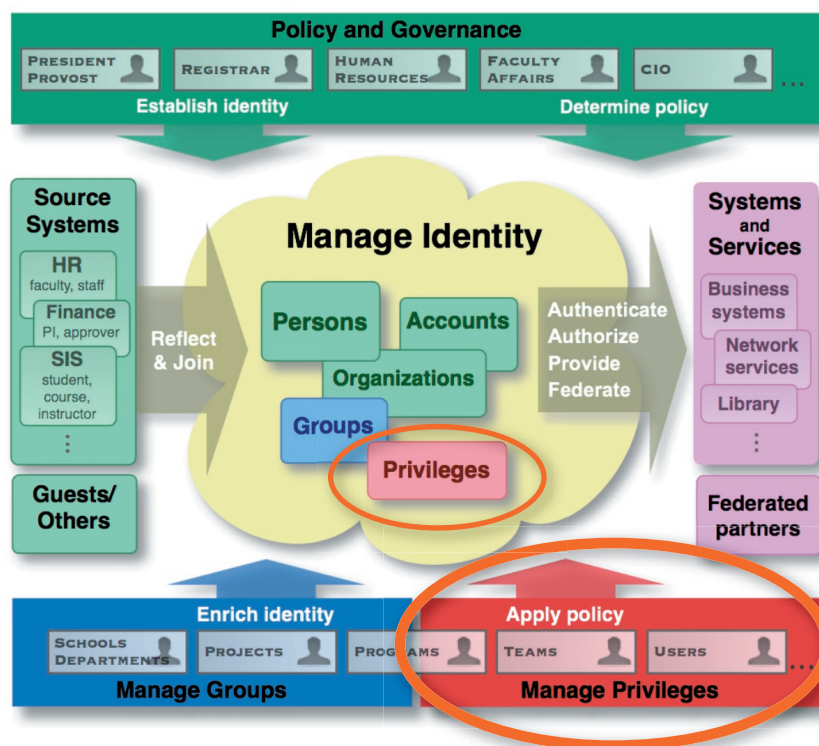 Policy and Governance
PRESIDENT
PROVOST
REGISTRAR
HUMAN
RESOURCES
FACULTY
AFFAIRS
CIO
...
Establish identity
Determine policy
Source
Systems
HR
faculty, staff
Finance
PI, approver
SIS
student,
course,
instructor
⋮
Guests/
Others
Reflect
& Join
Manage Identity
Persons
Accounts
Organizations
Groups
Privileges
Authenticate
Authorize
Provide
Federate
Systems
and
Services
Business
systems
Network
services
Library
⋮
Federated
partners
Enrich identity
Apply policy
SCHOOLS
DEPARTMENTS
PROJECTS
PROGRAMS
TEAMS
USERS
...
Manage Groups
Manage Privileges